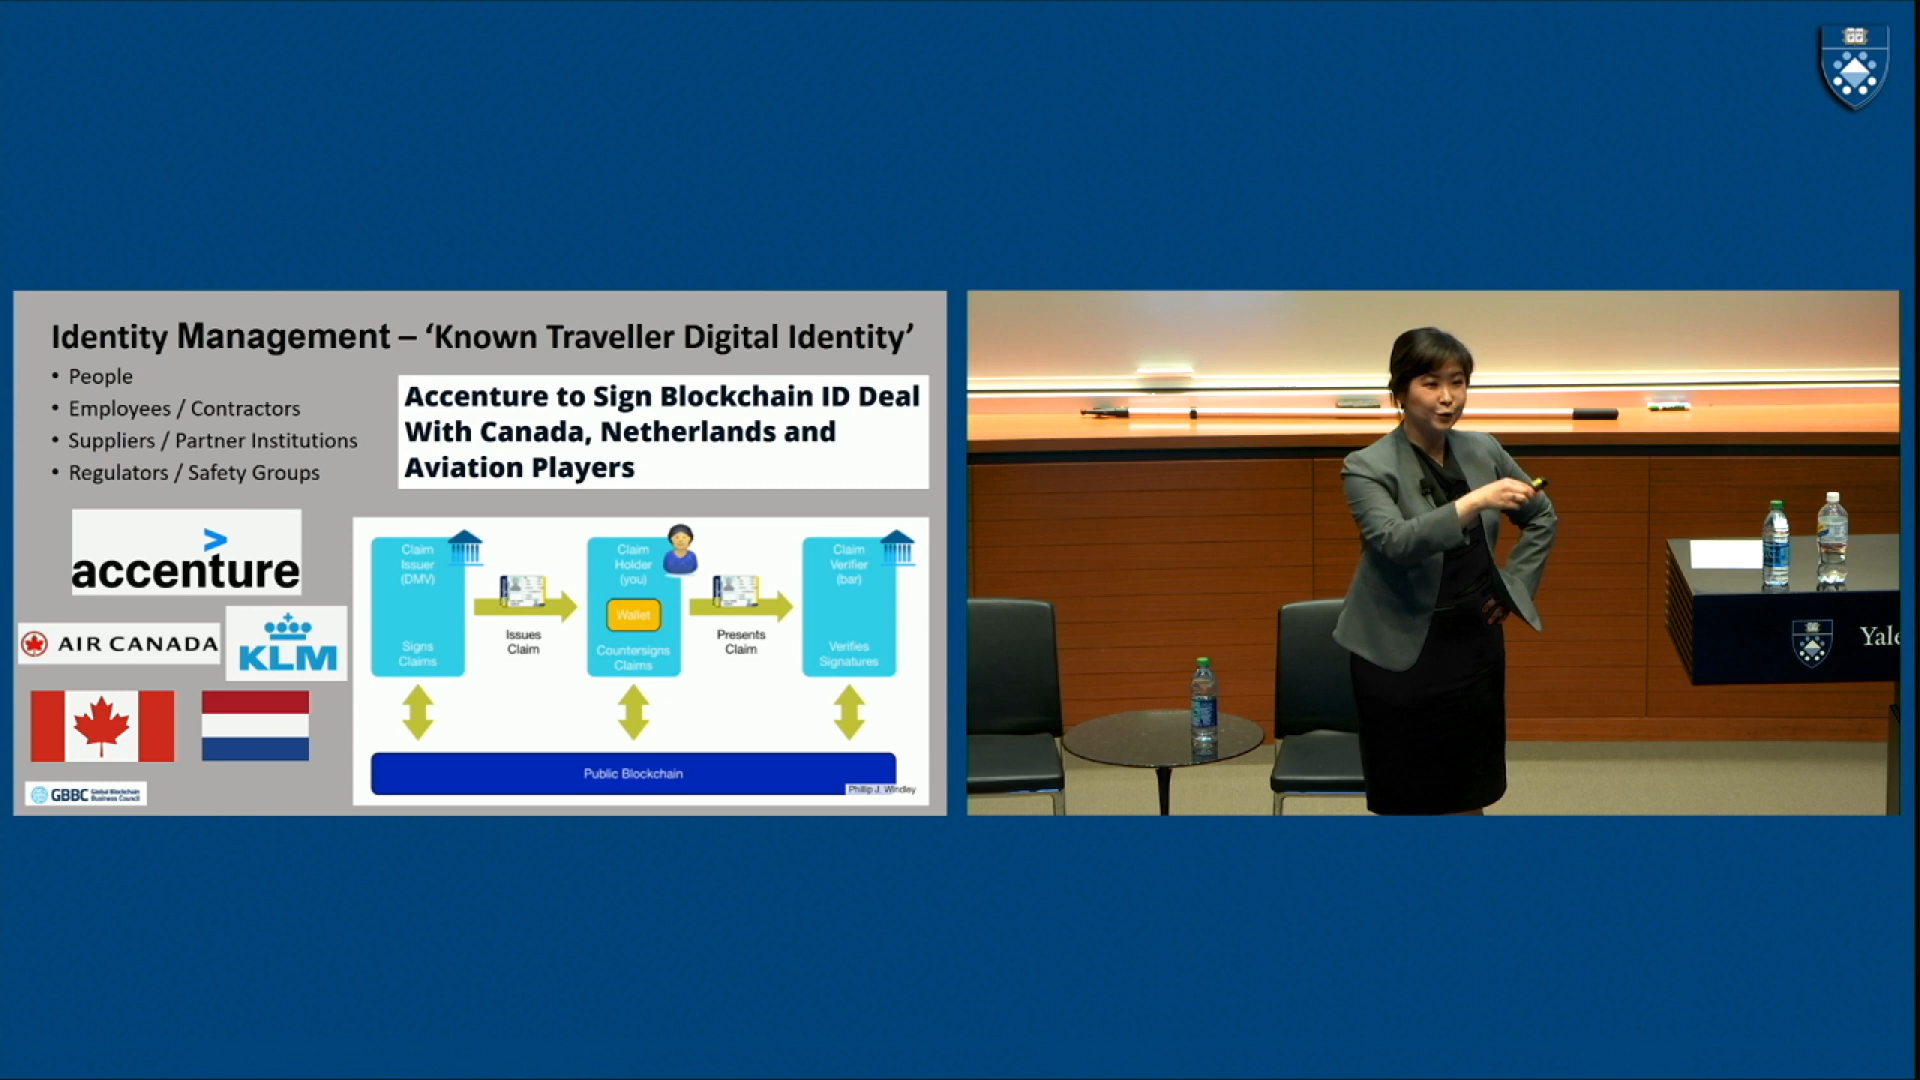 Identity Management – ‘Known Traveller Digital Identity’
• People
• Employees / Contractors
• Suppliers / Partner Institutions
• Regulators / Safety Groups
Accenture to Sign Blockchain ID Deal
With Canada, Netherlands and
Aviation Players
>
accenture
AIR CANADA
KLM
GBBC Global Blockchain
Business Council
Claim
Issuer
(DMV)
Signs
Claims
Issues
Claim
Claim
Holder
(you)
Wallet
Countersigns
Claims
Presents
Claim
Claim
Verifier
(bar)
Verifies
Signatures
Public Blockchain
Phillip J. Windley
Yale